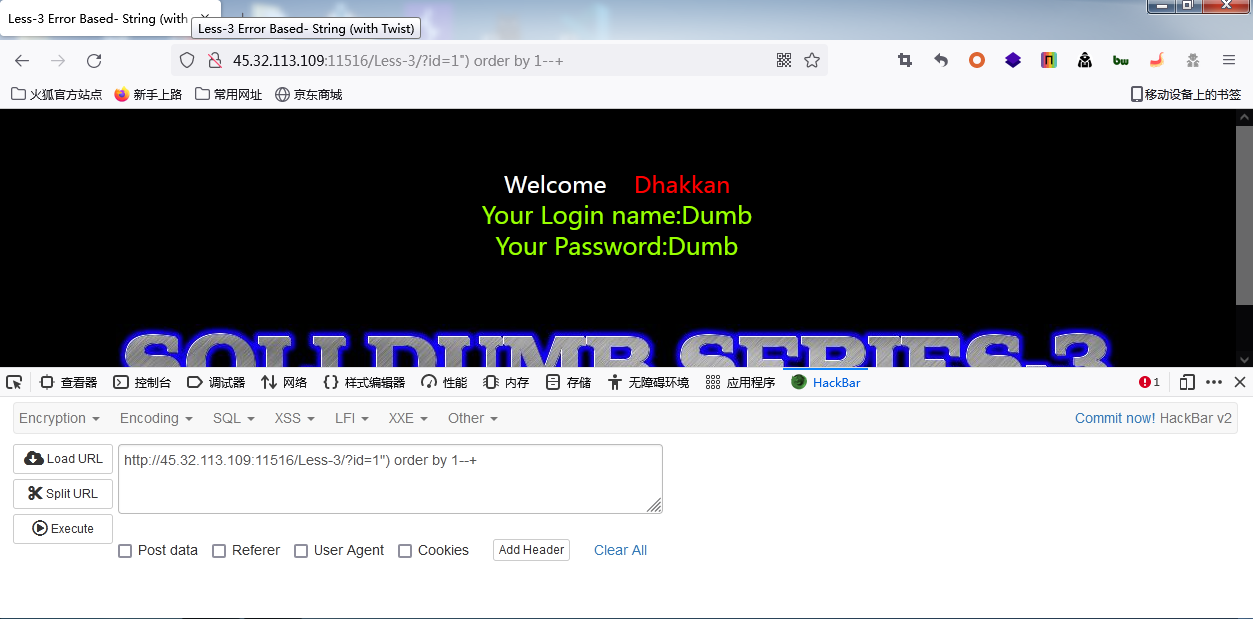 Less-3 Error Based- String (with
Less-3 Error Based- String (with Twist)
45.32.113.109:11516/Less-3/?id=1") order by 1--+
火狐官方站点 新手上路 常用网址 京东商城 移动设备上的书签
Welcome Dhakkan
Your Login name:Dumb
Your Password:Dumb
SQLI DUMB SERIES-3
查看器 控制台 调试器 网络 样式编辑器 性能 内存 存储 无障碍环境 应用程序 HackBar 1
Encryption Encoding SQL XSS LFI XXE Other Commit now! HackBar v2
Load URL http://45.32.113.109:11516/Less-3/?id=1") order by 1--+
Split URL
Execute
Post data Referer User Agent Cookies Add Header Clear All